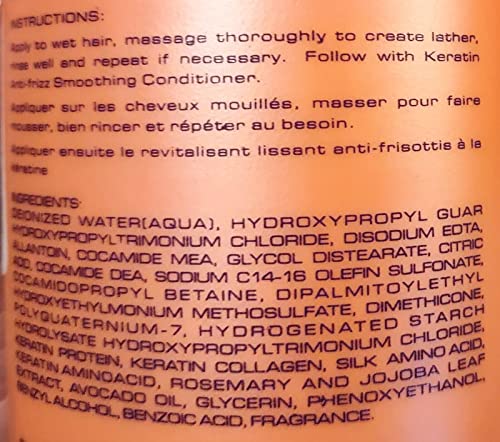 INSTRUCTIONS:
Apply to wet hair, massage thoroughly to create lather,
rinse well and repeat if necessary. Follow with Keratin
Anti-frizz Smoothing Conditioner.
Appliquer sur les cheveux mouillés, masser pour faire
mousser, bien rincer et répéter au besoin.
Appliquer ensuite le revitalisant lissant anti-frisottis à la
kératine
INGREDIENTS:
DEIONIZED WATER(AQUA), HYDROXYPROPYL GUAR
HYDROXYPROPYLTRIMONIUM CHLORIDE, DISODIUM EDTA,
ALLANTOIN, COCAMIDE MEA, GLYCOL DISTEARATE, CITRIC
ACID, COCAMIDE DEA, SODIUM C14-16 OLEFIN SULFONATE,
COCAMIDOPROPYL BETAINE, DIPALMITOYLETHYL
HYDROXYETHYLMONIUM METHOSULFATE, DIMETHICONE,
POLYQUATERNIUM-7, HYDROGENATED STARCH
HYDROLYSATE HYDROXYPROPYLTRIMONIUM CHLORIDE,
KERATIN PROTEIN, KERATIN COLLAGEN, SILK AMINO ACID,
KERATIN AMINOACID, ROSEMARY AND JOJOBA LEAF
EXTRACT, AVOCADO OIL, GLYCERIN, PHENOXYETHANOL,
BENZYL ALCOHOL, BENZOIC ACID, FRAGRANCE.